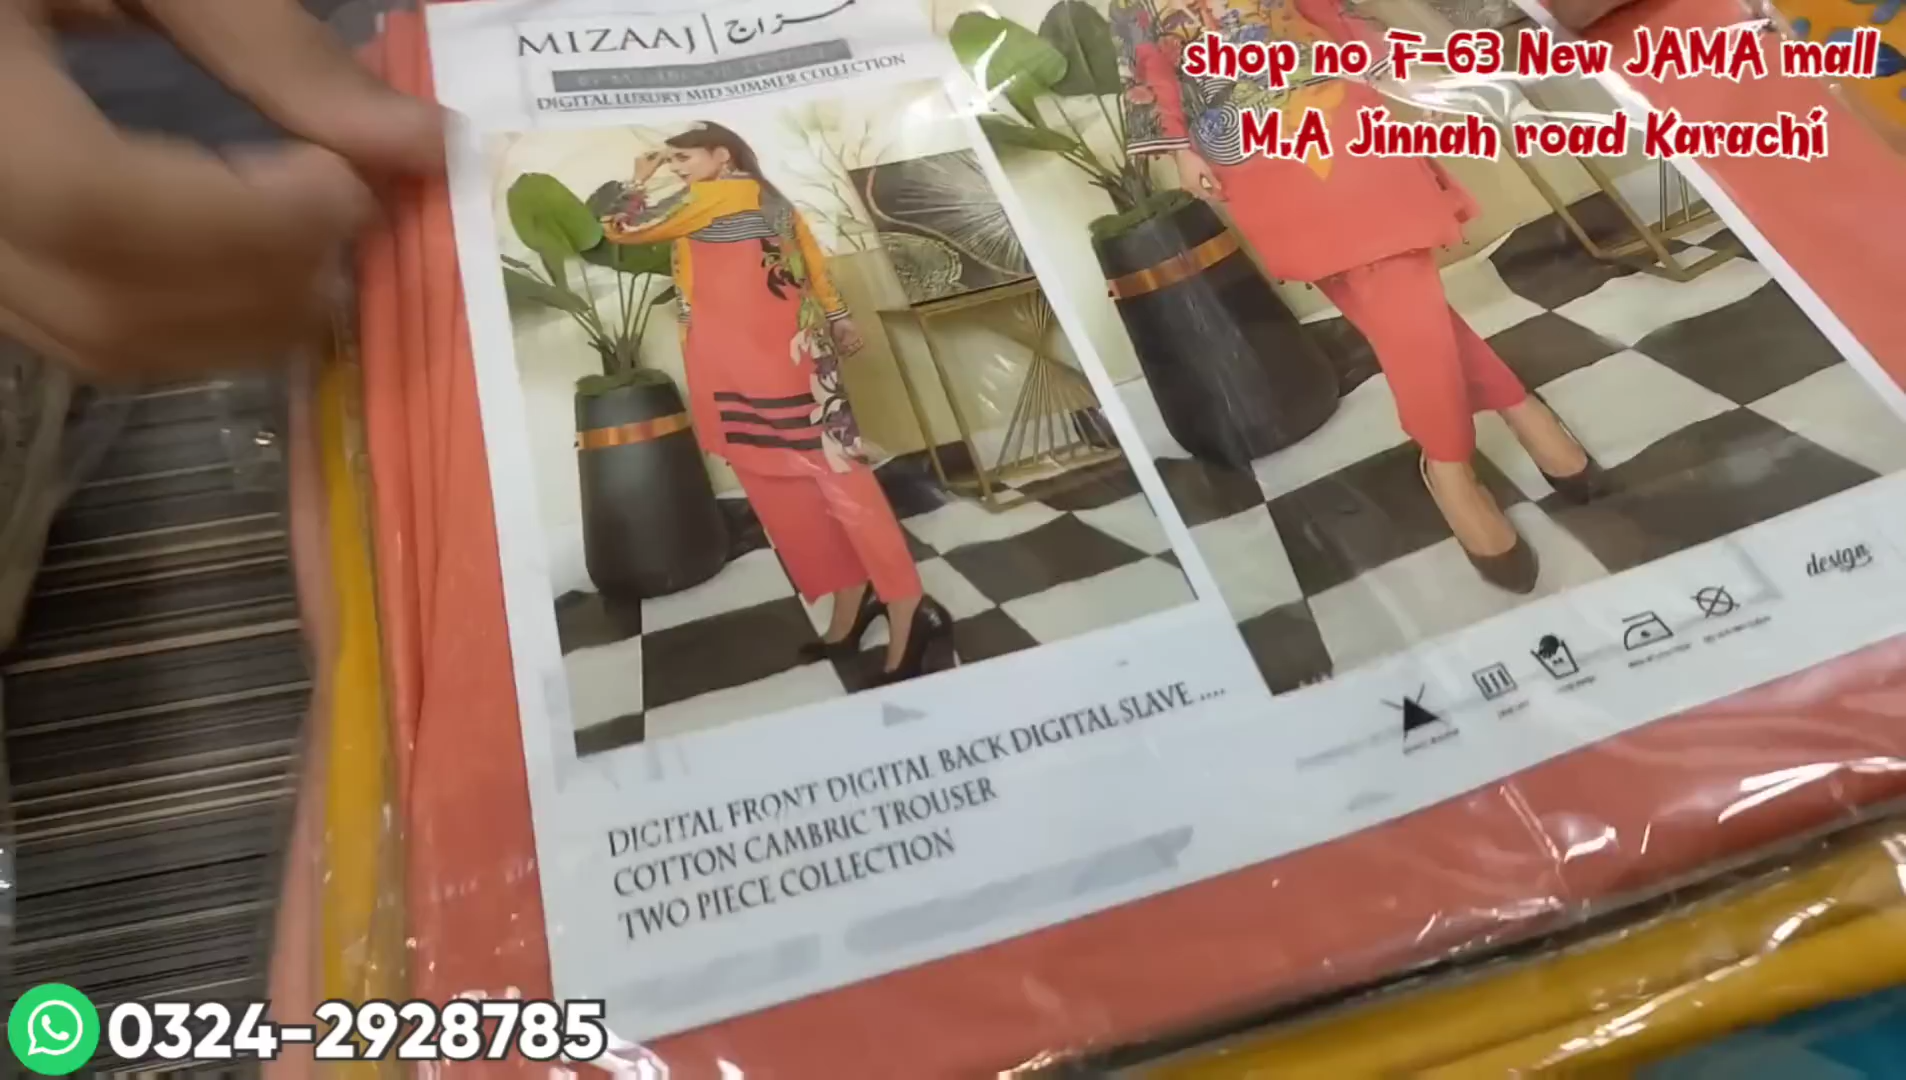 MIZAAJ | مزاج
DIGITAL LUXURY MID SUMMER COLLECTION
shop no F-63 New JAMA mall
M.A Jinnah road Karachi
design
DIGITAL FRONT DIGITAL BACK DIGITAL SLAVE ....
COTTON CAMBRIC TROUSER
TWO PIECE COLLECTION
0324-2928785